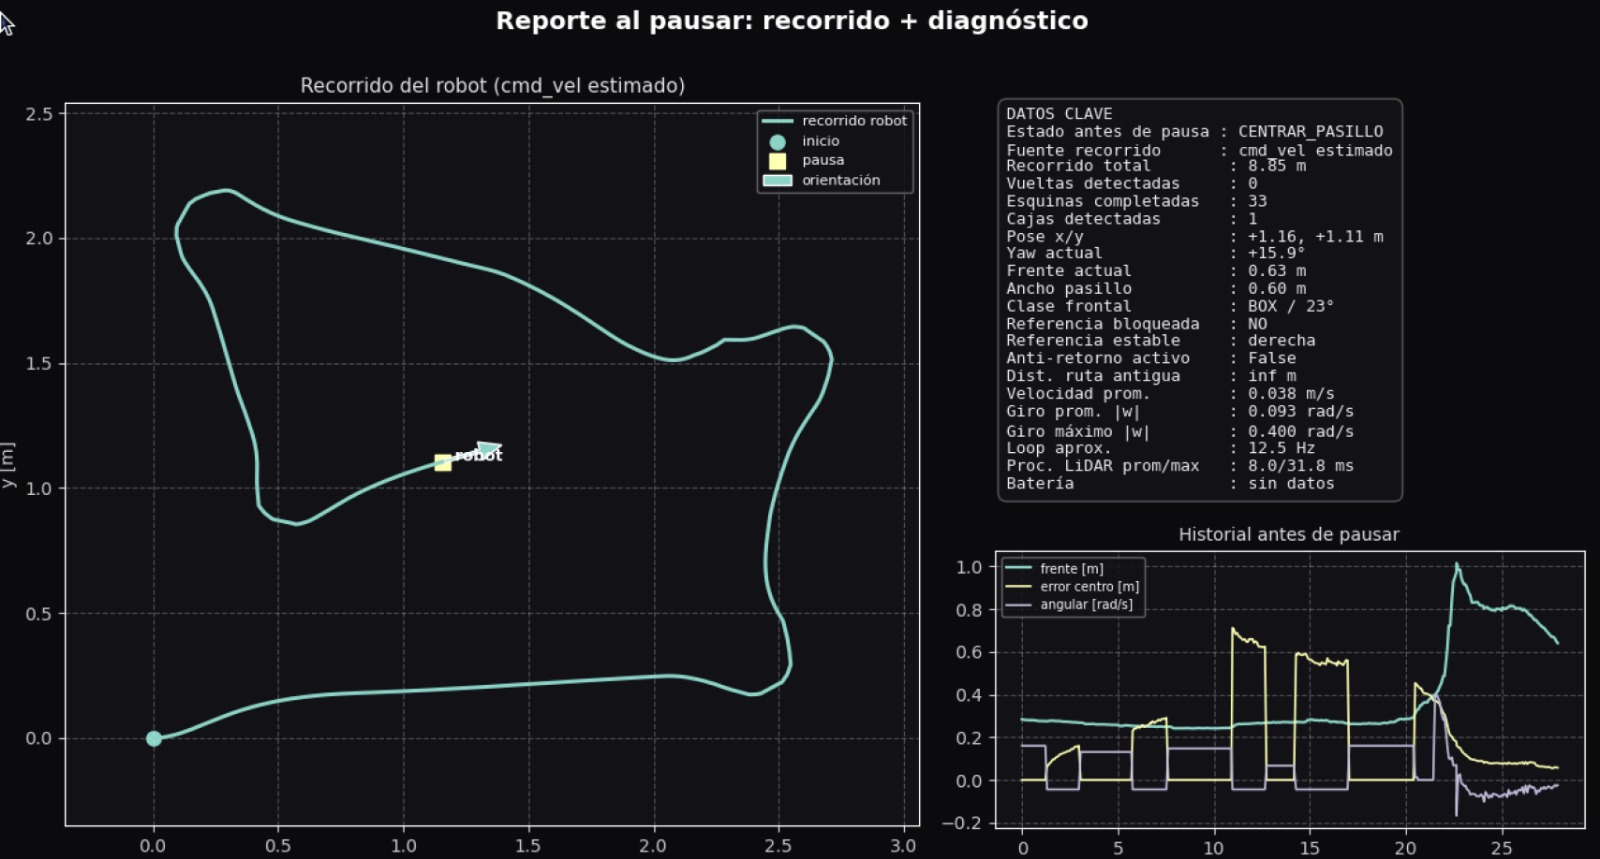 Reporte al pausar: recorrido + diagnóstico
Recorrido del robot (cmd_vel estimado)
2.5
2.0
1.5
1.0
0.5
0.0
y [m]
0.0 0.5 1.0 1.5 2.0 2.5 3.0
recorrido robot
inicio
pausa
orientación
robot
DATOS CLAVE
Estado antes de pausa : CENTRAR_PASILLO
Fuente recorrido : cmd_vel estimado
Recorrido total : 8.85 m
Vueltas detectadas : 0
Esquinas completadas : 33
Cajas detectadas : 1
Pose x/y : +1.16, +1.11 m
Yaw actual : +15.9°
Frente actual : 0.63 m
Ancho pasillo : 0.60 m
Clase frontal : BOX / 23°
Referencia bloqueada : NO
Referencia estable : derecha
Anti-retorno activo : False
Dist. ruta antigua : inf m
Velocidad prom. : 0.038 m/s
Giro prom. |w| : 0.093 rad/s
Giro máximo |w| : 0.400 rad/s
Loop aprox. : 12.5 Hz
Proc. LiDAR prom/max : 8.0/31.8 ms
Batería : sin datos
Historial antes de pausar
frente [m]
error centro [m]
angular [rad/s]
1.0
0.8
0.6
0.4
0.2
0.0
−0.2
0 5 10 15 20 25